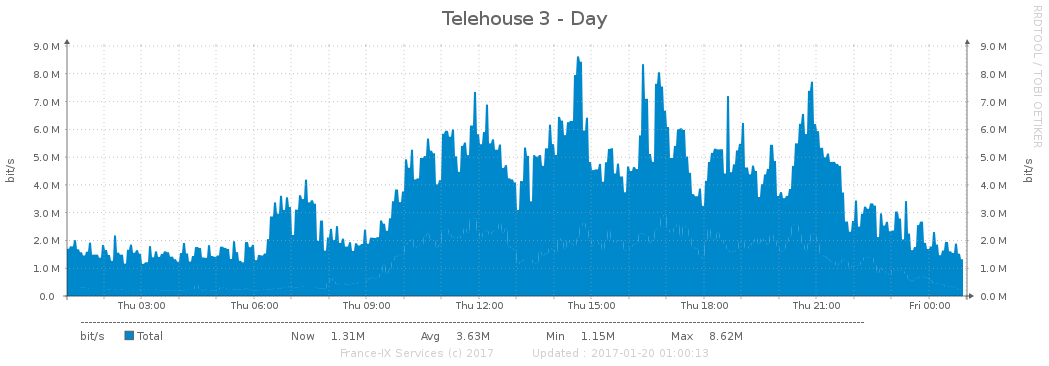 Telehouse 3 - Day
RRDTOOL / TOBI OETIKER
9.0 M 9.0 M
8.0 M 8.0 M
7.0 M 7.0 M
6.0 M 6.0 M
5.0 M 5.0 M
4.0 M 4.0 M
3.0 M 3.0 M
2.0 M 2.0 M
1.0 M 1.0 M
0.0 0.0 M
bit/s
bit/s
Thu 03:00 Thu 06:00 Thu 09:00 Thu 12:00 Thu 15:00 Thu 18:00 Thu 21:00 Fri 00:00
bit/s Total Now 1.31M Avg 3.63M Min 1.15M Max 8.62M
France-IX Services (c) 2017 Updated : 2017-01-20 01:00:13